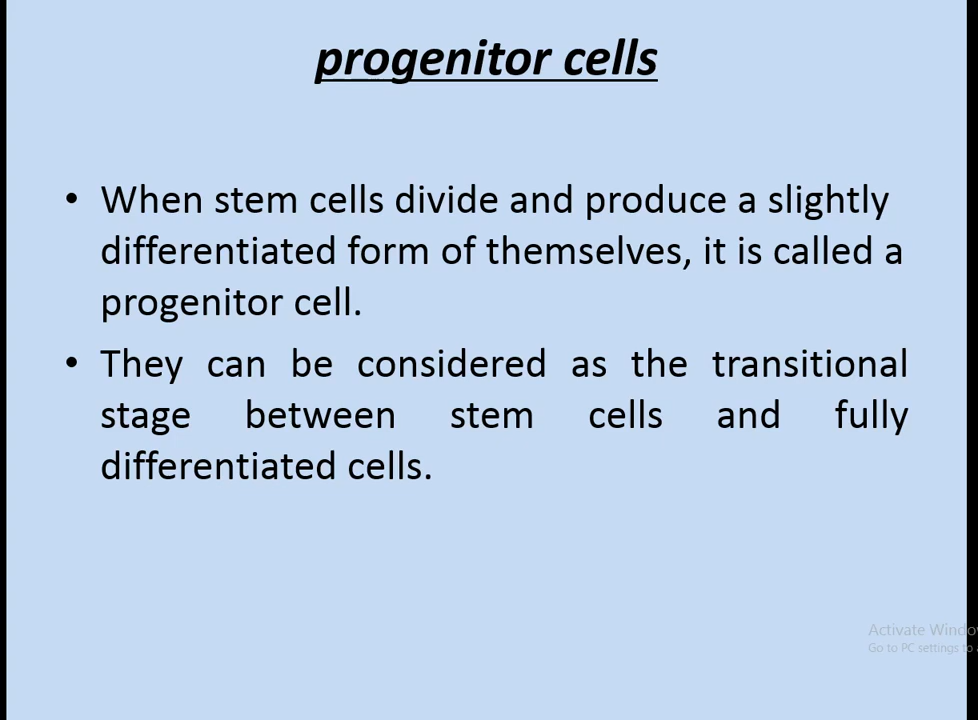 progenitor cells
• When stem cells divide and produce a slightly
differentiated form of themselves, it is called a
progenitor cell.
• They can be considered as the transitional
stage between stem cells and fully
differentiated cells.
Activate Windo
Go to PC settings to